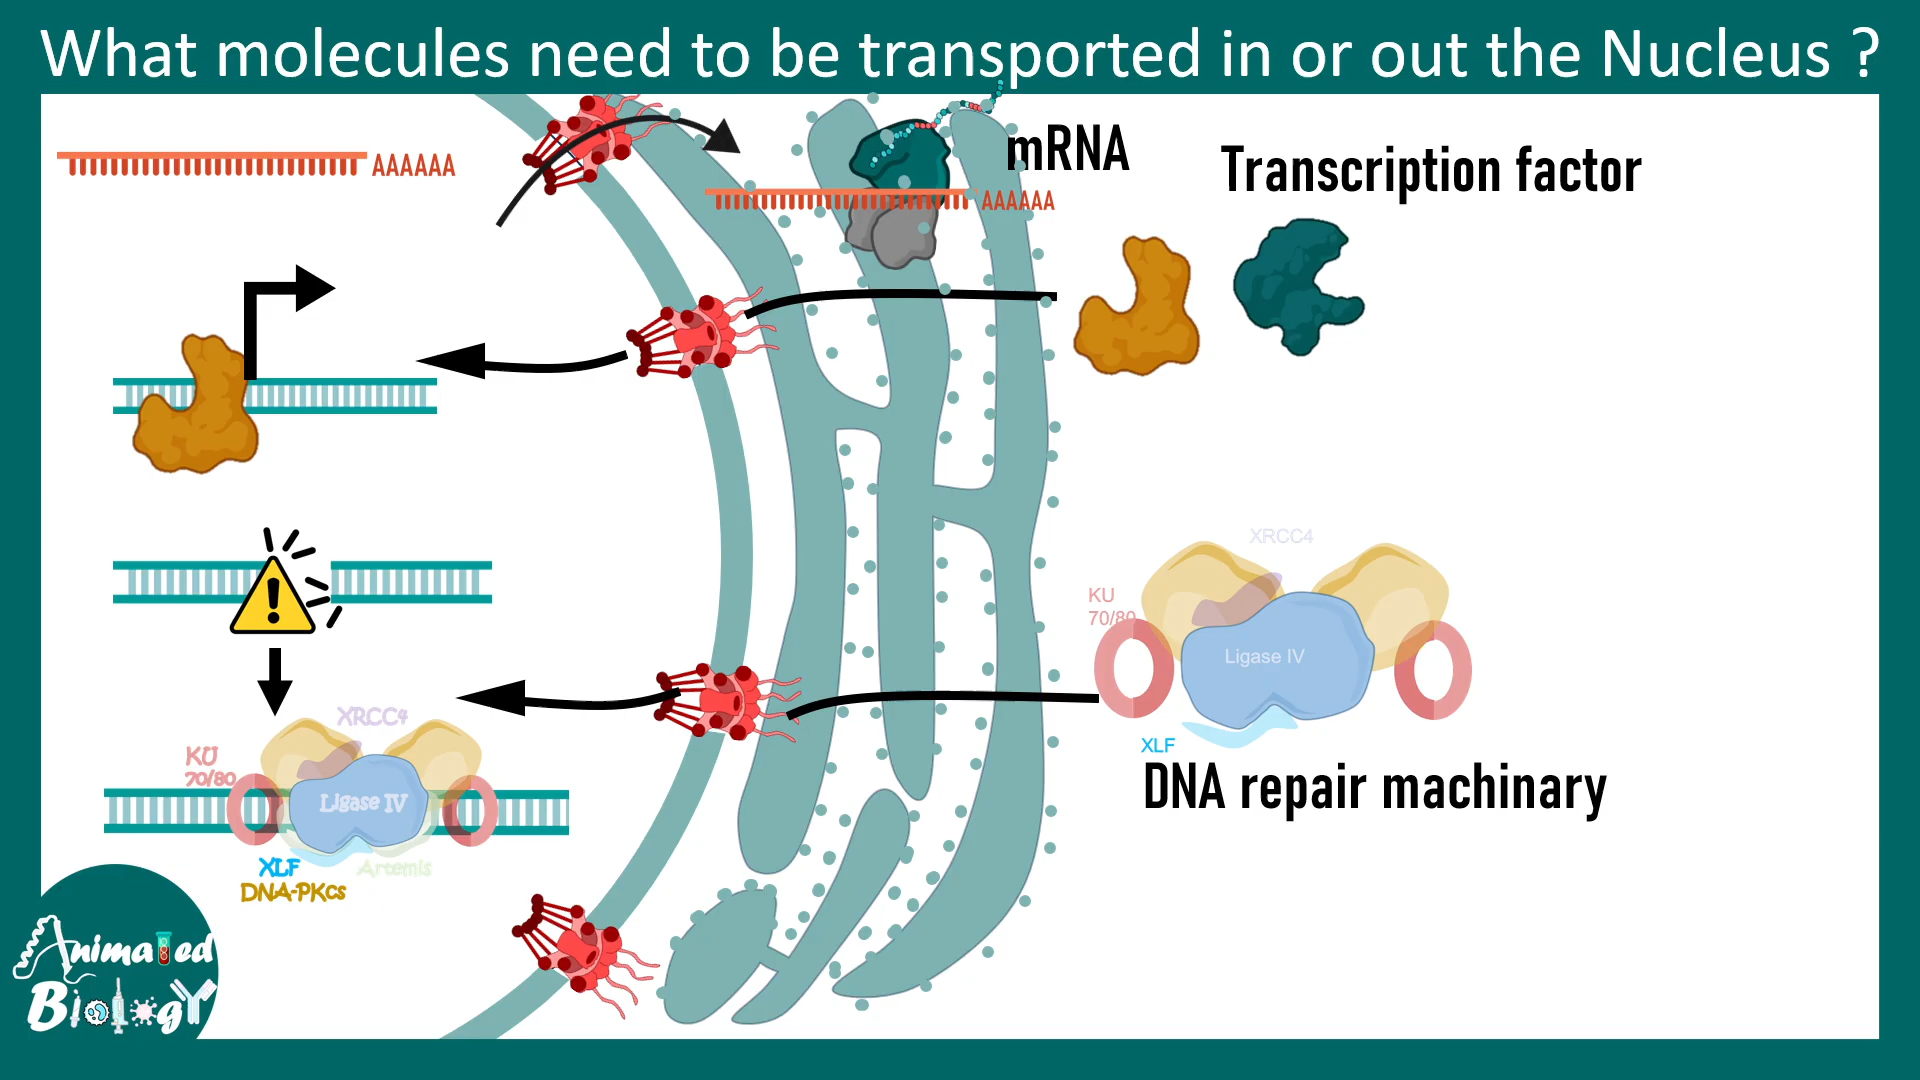 What molecules need to be transported in or out the Nucleus ?
AAAAAA
mRNA
Transcription factor
AAAAAA
XRCC4
KU
70/80
Ligase IV
XLF
DNA repair machinary
XRCC4
KU
70/80
Ligase IV
XLF
Artemis
DNA-PKcs
Animated
Biology